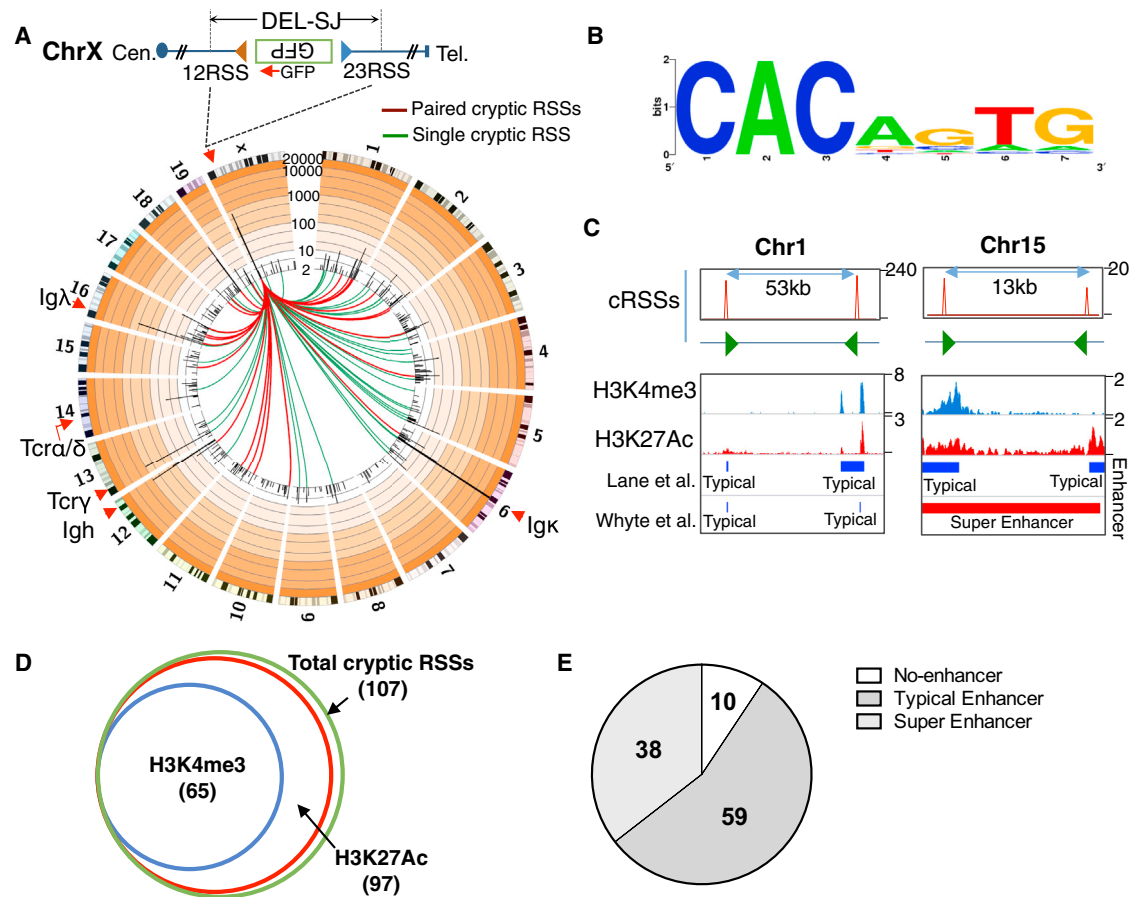 A
DEL-SJ
ChrX
Cen.
GFP
Tel.
12RSS
GFP
23RSS
Paired cryptic RSSs
Single cryptic RSS
1
2
3
4
5
6
7
8
9
10
11
12
13
14
15
16
17
18
19
X
20000
10000
1000
100
10
2
Igλ
Tcrα/δ
Tcrγ
Igh
Igκ
B
bits
2
1
0
CACAGTG
5′
1
2
3
4
5
6
7
3′
C
Chr1
Chr15
cRSSs
53kb
240
13kb
20
H3K4me3
8
2
H3K27Ac
3
2
Lane et al.
Typical
Typical
Typical
Typical
Whyte et al.
Typical
Typical
Super Enhancer
Enhancer
D
Total cryptic RSSs
(107)
H3K4me3
(65)
H3K27Ac
(97)
E
10
38
59
No-enhancer
Typical Enhancer
Super Enhancer